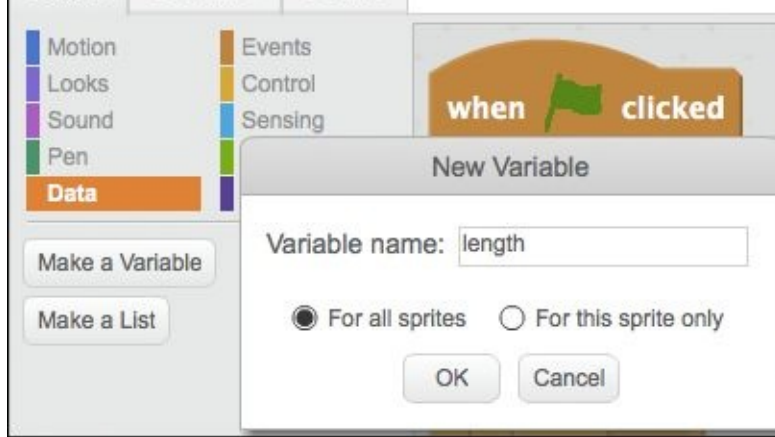 Motion
Events
Looks
Control
Sound
Sensing
Pen
Data
when clicked
New Variable
Variable name: length
Make a Variable
Make a List
For all sprites
For this sprite only
OK
Cancel